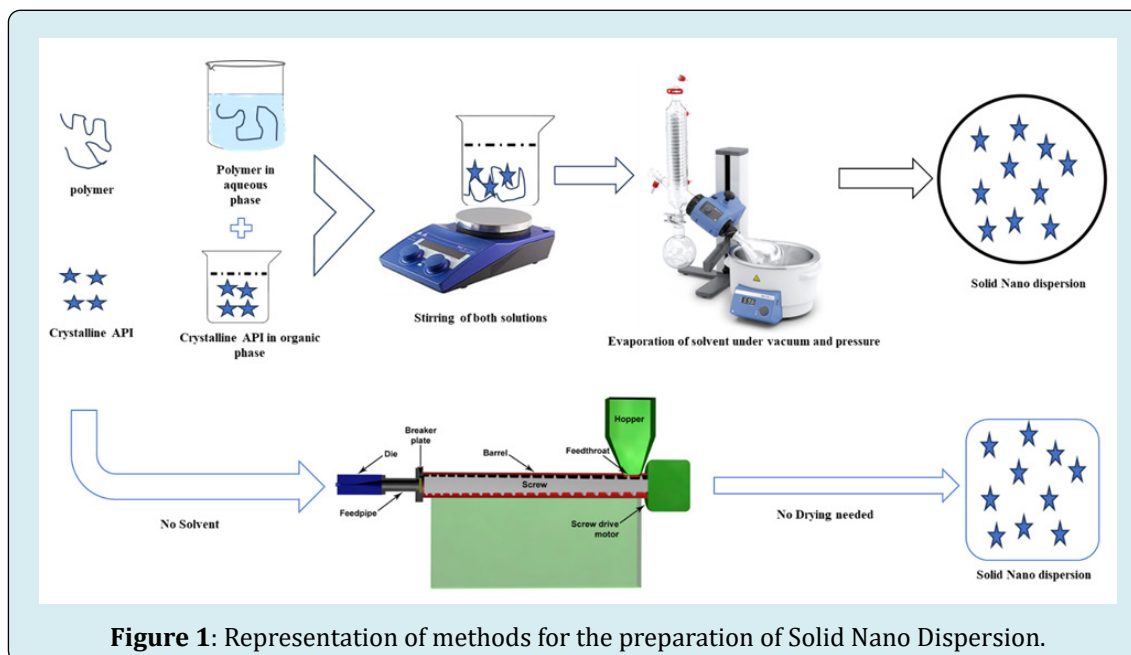 polymer
Polymer in
aqueous
phase
Crystalline API
Crystalline API in organic
phase
Stirring of both solutions
Evaporation of solvent under vacuum and pressure
Solid Nano dispersion
No Solvent
Die
Breaker
plate
Feedpipe
Barrel
Screw
Hopper
Feedthroat
Screw drive
motor
No Drying needed
Solid Nano dispersion
Figure 1: Representation of methods for the preparation of Solid Nano Dispersion.